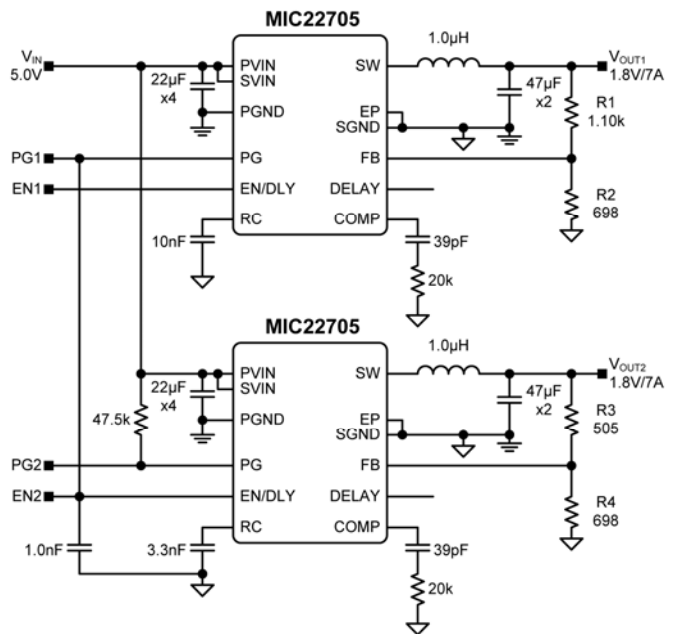 MIC22705
VIN
5.0V
22µF
x4
PVIN
SVIN
PGND
PG
EN/DLY
RC
SW
EP
SGND
FB
DELAY
COMP
1.0µH
47µF
x2
VOUT1
1.8V/7A
R1
1.10k
R2
698
PG1
EN1
10nF
39pF
20k
MIC22705
22µF
x4
47.5k
PVIN
SVIN
PGND
PG
EN/DLY
RC
SW
EP
SGND
FB
DELAY
COMP
1.0µH
47µF
x2
VOUT2
1.8V/7A
R3
505
R4
698
PG2
EN2
1.0nF
3.3nF
39pF
20k